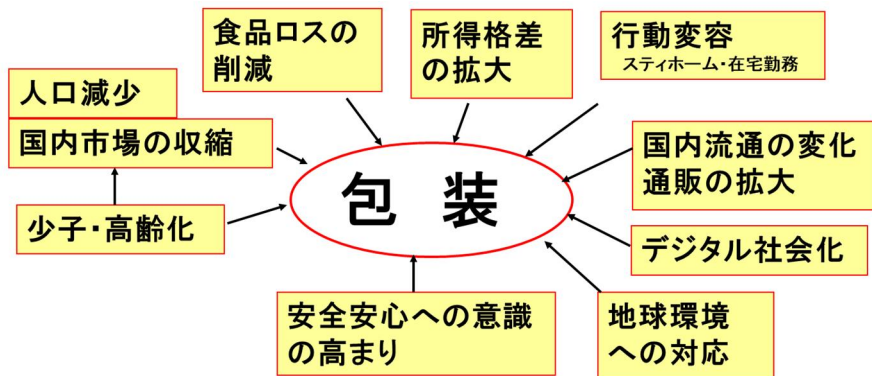 食品ロスの
削減
所得格差
の拡大
行動変容
スティホーム・在宅勤務
人口減少
国内市場の収縮
少子・高齢化
包 装
国内流通の変化
通販の拡大
デジタル社会化
安全安心への意識
の高まり
地球環境
への対応